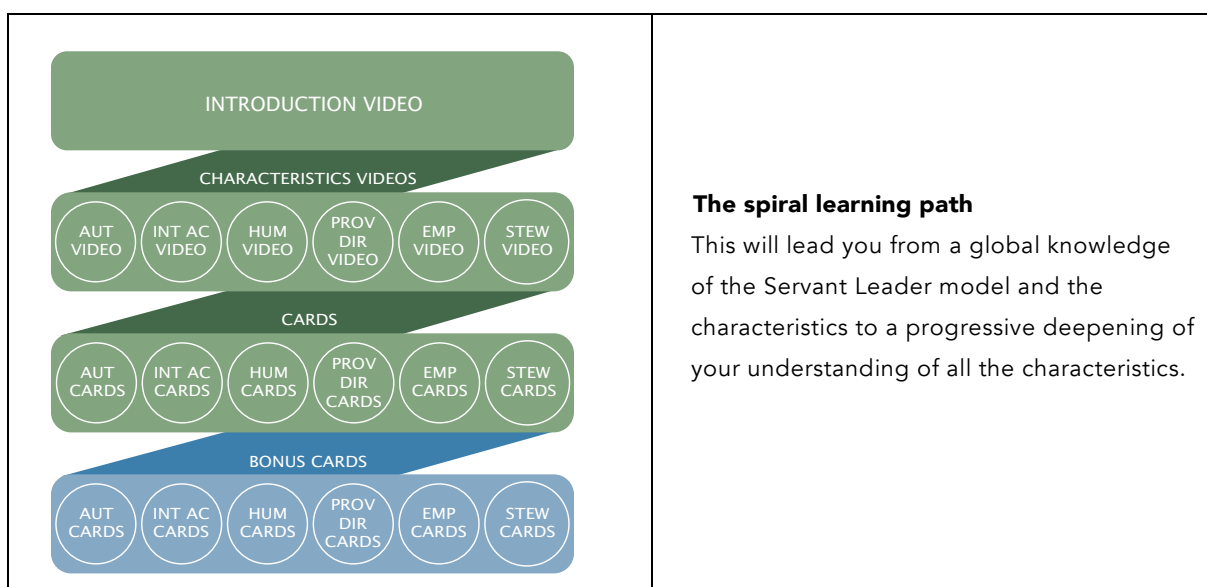 INTRODUCTION VIDEO
CHARACTERISTICS VIDEOS
AUT
VIDEO
INT AC
VIDEO
HUM
VIDEO
PROV
DIR
VIDEO
EMP
VIDEO
STEW
VIDEO
CARDS
AUT
CARDS
INT AC
CARDS
HUM
CARDS
PROV
DIR
CARDS
EMP
CARDS
STEW
CARDS
BONUS CARDS
AUT
CARDS
INT AC
CARDS
HUM
CARDS
PROV
DIR
CARDS
EMP
CARDS
STEW
CARDS
The spiral learning path
This will lead you from a global knowledge
of the Servant Leader model and the
characteristics to a progressive deepening of
your understanding of all the characteristics.